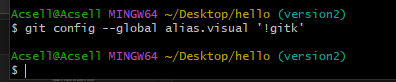 Acsell@Acsell MINGW64 ~/Desktop/hello (version2)
$ git config --global alias.visual '!gitk'

Acsell@Acsell MINGW64 ~/Desktop/hello (version2)
$